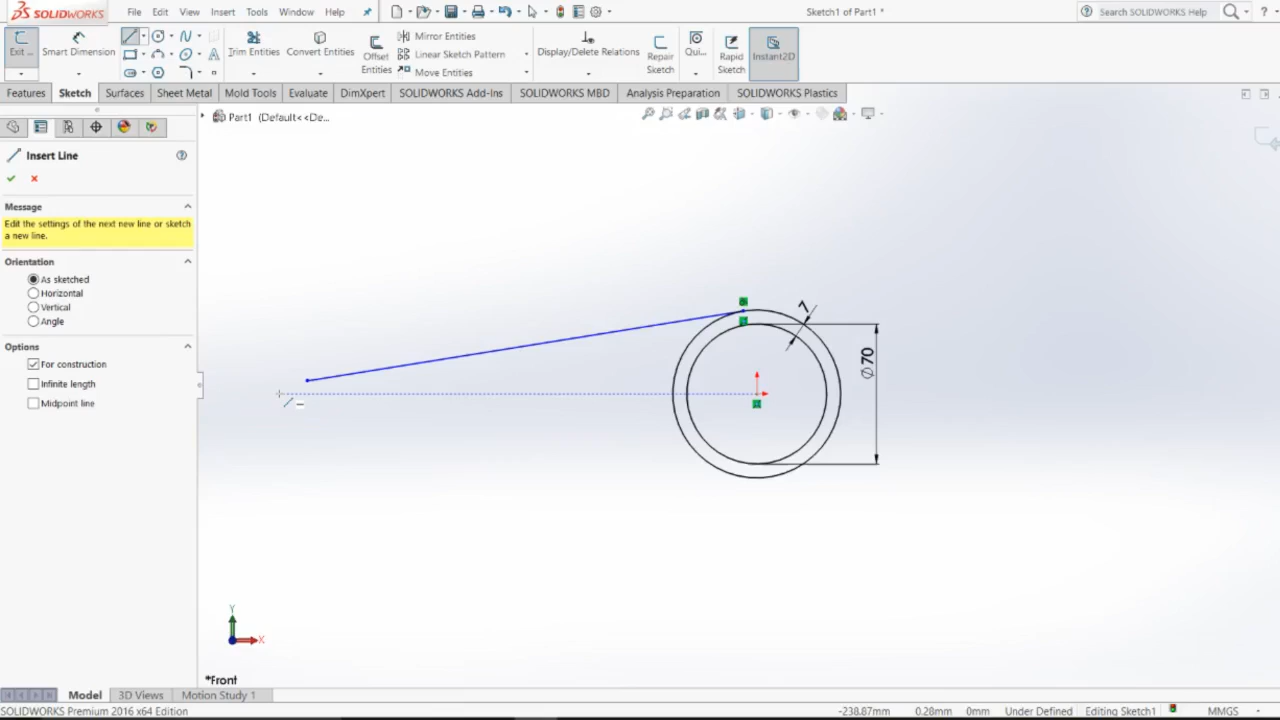 SOLIDWORKS File Edit View Insert Tools Window Help Sketch1 of Part1 * Search SOLIDWORKS Help ?
Exit ... Smart Dimension Trim Entities Convert Entities Offset Entities Mirror Entities Linear Sketch Pattern Move Entities Display/Delete Relations Repair Sketch Qui... Rapid Sketch Instant2D
Features Sketch Surfaces Sheet Metal Mold Tools Evaluate DimXpert SOLIDWORKS Add-Ins SOLIDWORKS MBD Analysis Preparation SOLIDWORKS Plastics
Part1 (Default<<De...
Insert Line ?
Message
Edit the settings of the next new line or sketch
a new line.
Orientation
As sketched
Horizontal
Vertical
Angle
Options
For construction
Infinite length
Midpoint line
7
∅70
Y
X
*Front
Model 3D Views Motion Study 1
SOLIDWORKS Premium 2016 x64 Edition -238.87mm 0.28mm 0mm Under Defined Editing Sketch1 MMGS